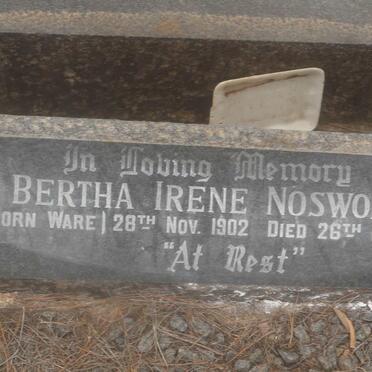 In Loving Memory
BERTHA IRENE NOSWO
ORN WARE) 28TH NOV. 1902 DIED 26TH
"At Rest"